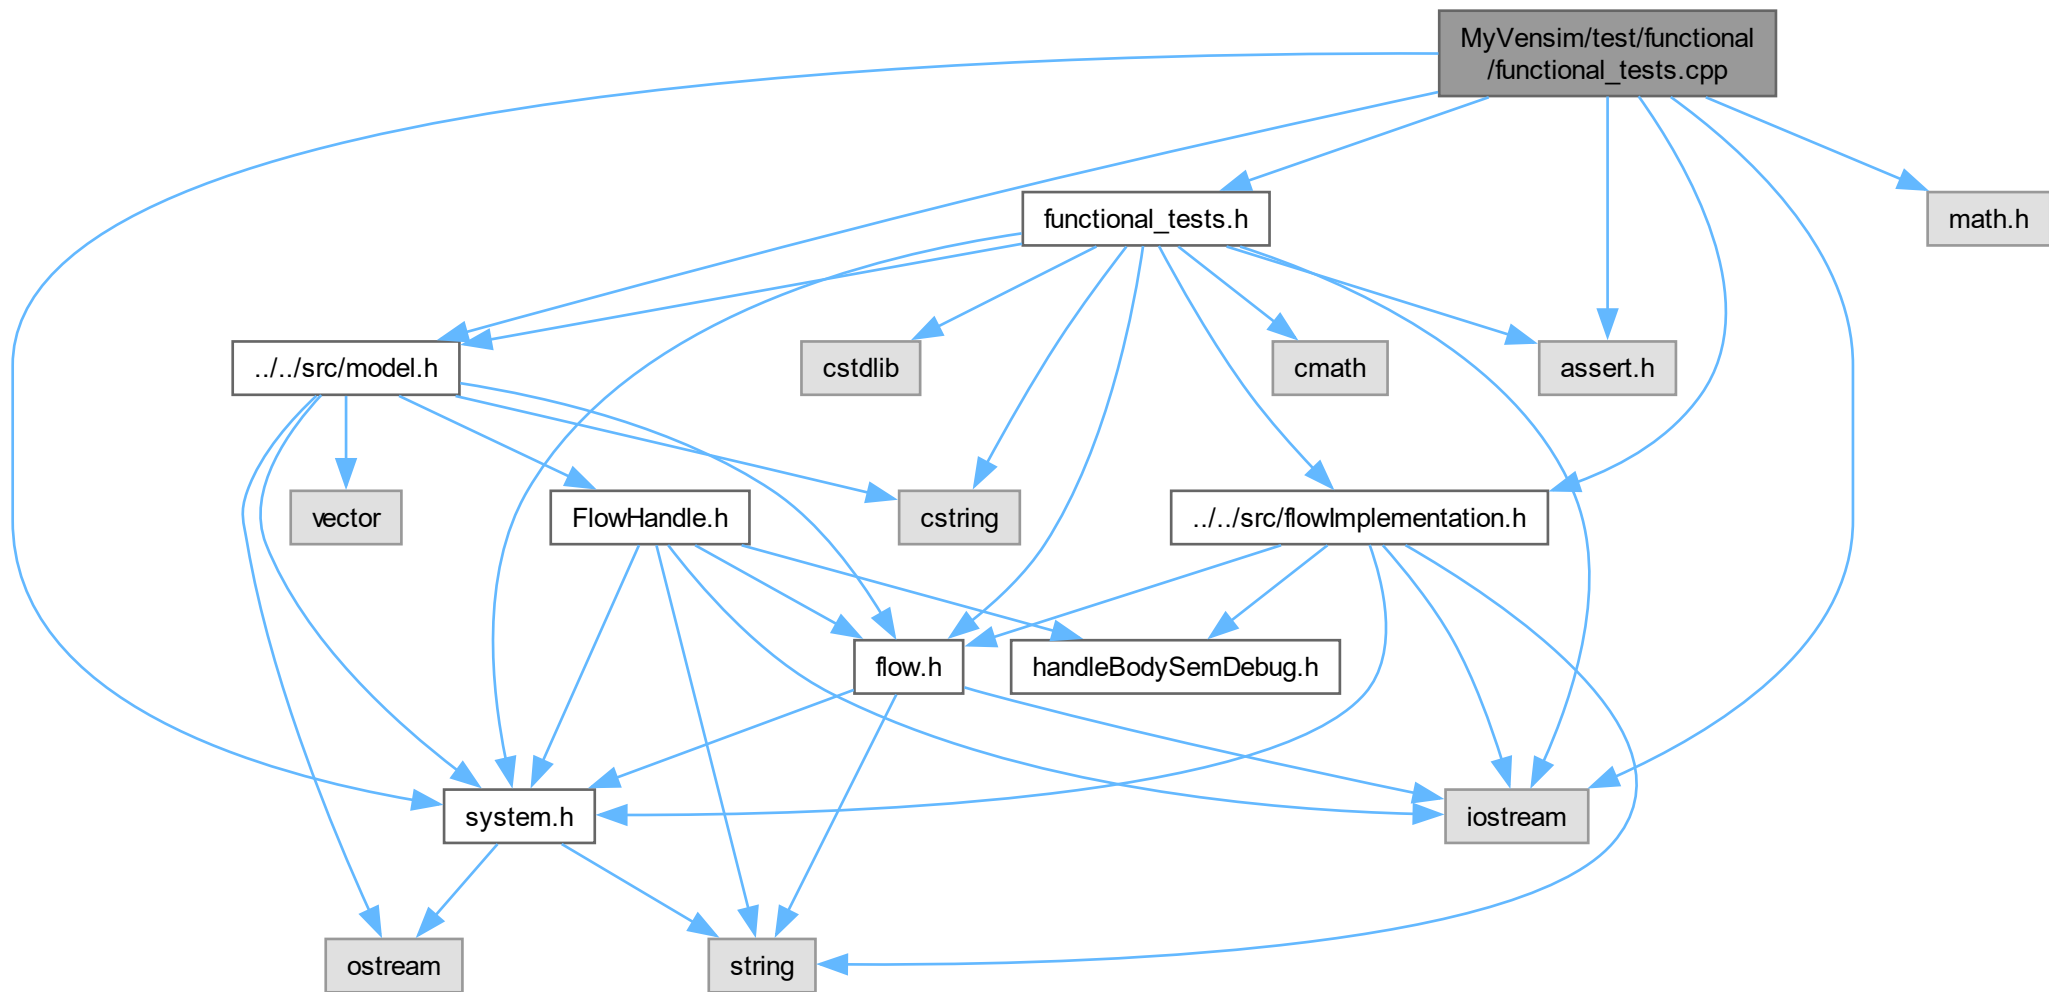 MyVensim/test/functional
/functional_tests.cpp
functional_tests.h
math.h
../../src/model.h
cstdlib
cmath
assert.h
vector
FlowHandle.h
cstring
../../src/flowImplementation.h
flow.h
handleBodySemDebug.h
system.h
iostream
ostream
string